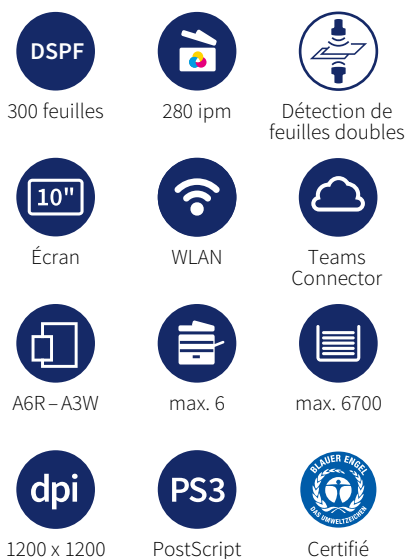 DSPF
300 feuilles
280 ipm
Détection de
feuilles doubles
10"
Écran
WLAN
Teams
Connector
A6R – A3W
max. 6
max. 6700
dpi
1200 x 1200
PS3
PostScript
BLAUER ENGEL
DAS UMWELTZEICHEN
Certifié